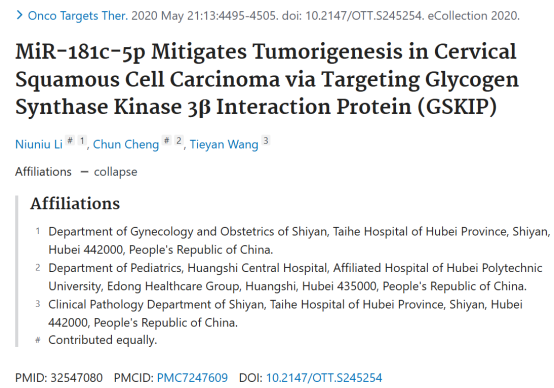 Onco Targets Ther. 2020 May 21:13:4495-4505. doi: 10.2147/OTT.S245254. eCollection 2020.
MiR-181c-5p Mitigates Tumorigenesis in Cervical
Squamous Cell Carcinoma via Targeting Glycogen
Synthase Kinase 3β Interaction Protein (GSKIP)
Niuniu Li # 1, Chun Cheng # 2, Tieyan Wang 3
Affiliations — collapse
Affiliations
1 Department of Gynecology and Obstetrics of Shiyan, Taihe Hospital of Hubei Province, Shiyan,
Hubei 442000, People's Republic of China.
2 Department of Pediatrics, Huangshi Central Hospital, Affiliated Hospital of Hubei Polytechnic
University, Edong Healthcare Group, Huangshi, Hubei 435000, People's Republic of China.
3 Clinical Pathology Department of Shiyan, Taihe Hospital of Hubei Province, Shiyan, Hubei
442000, People's Republic of China.
# Contributed equally.
PMID: 32547080 PMCID: PMC7247609 DOI: 10.2147/OTT.S245254